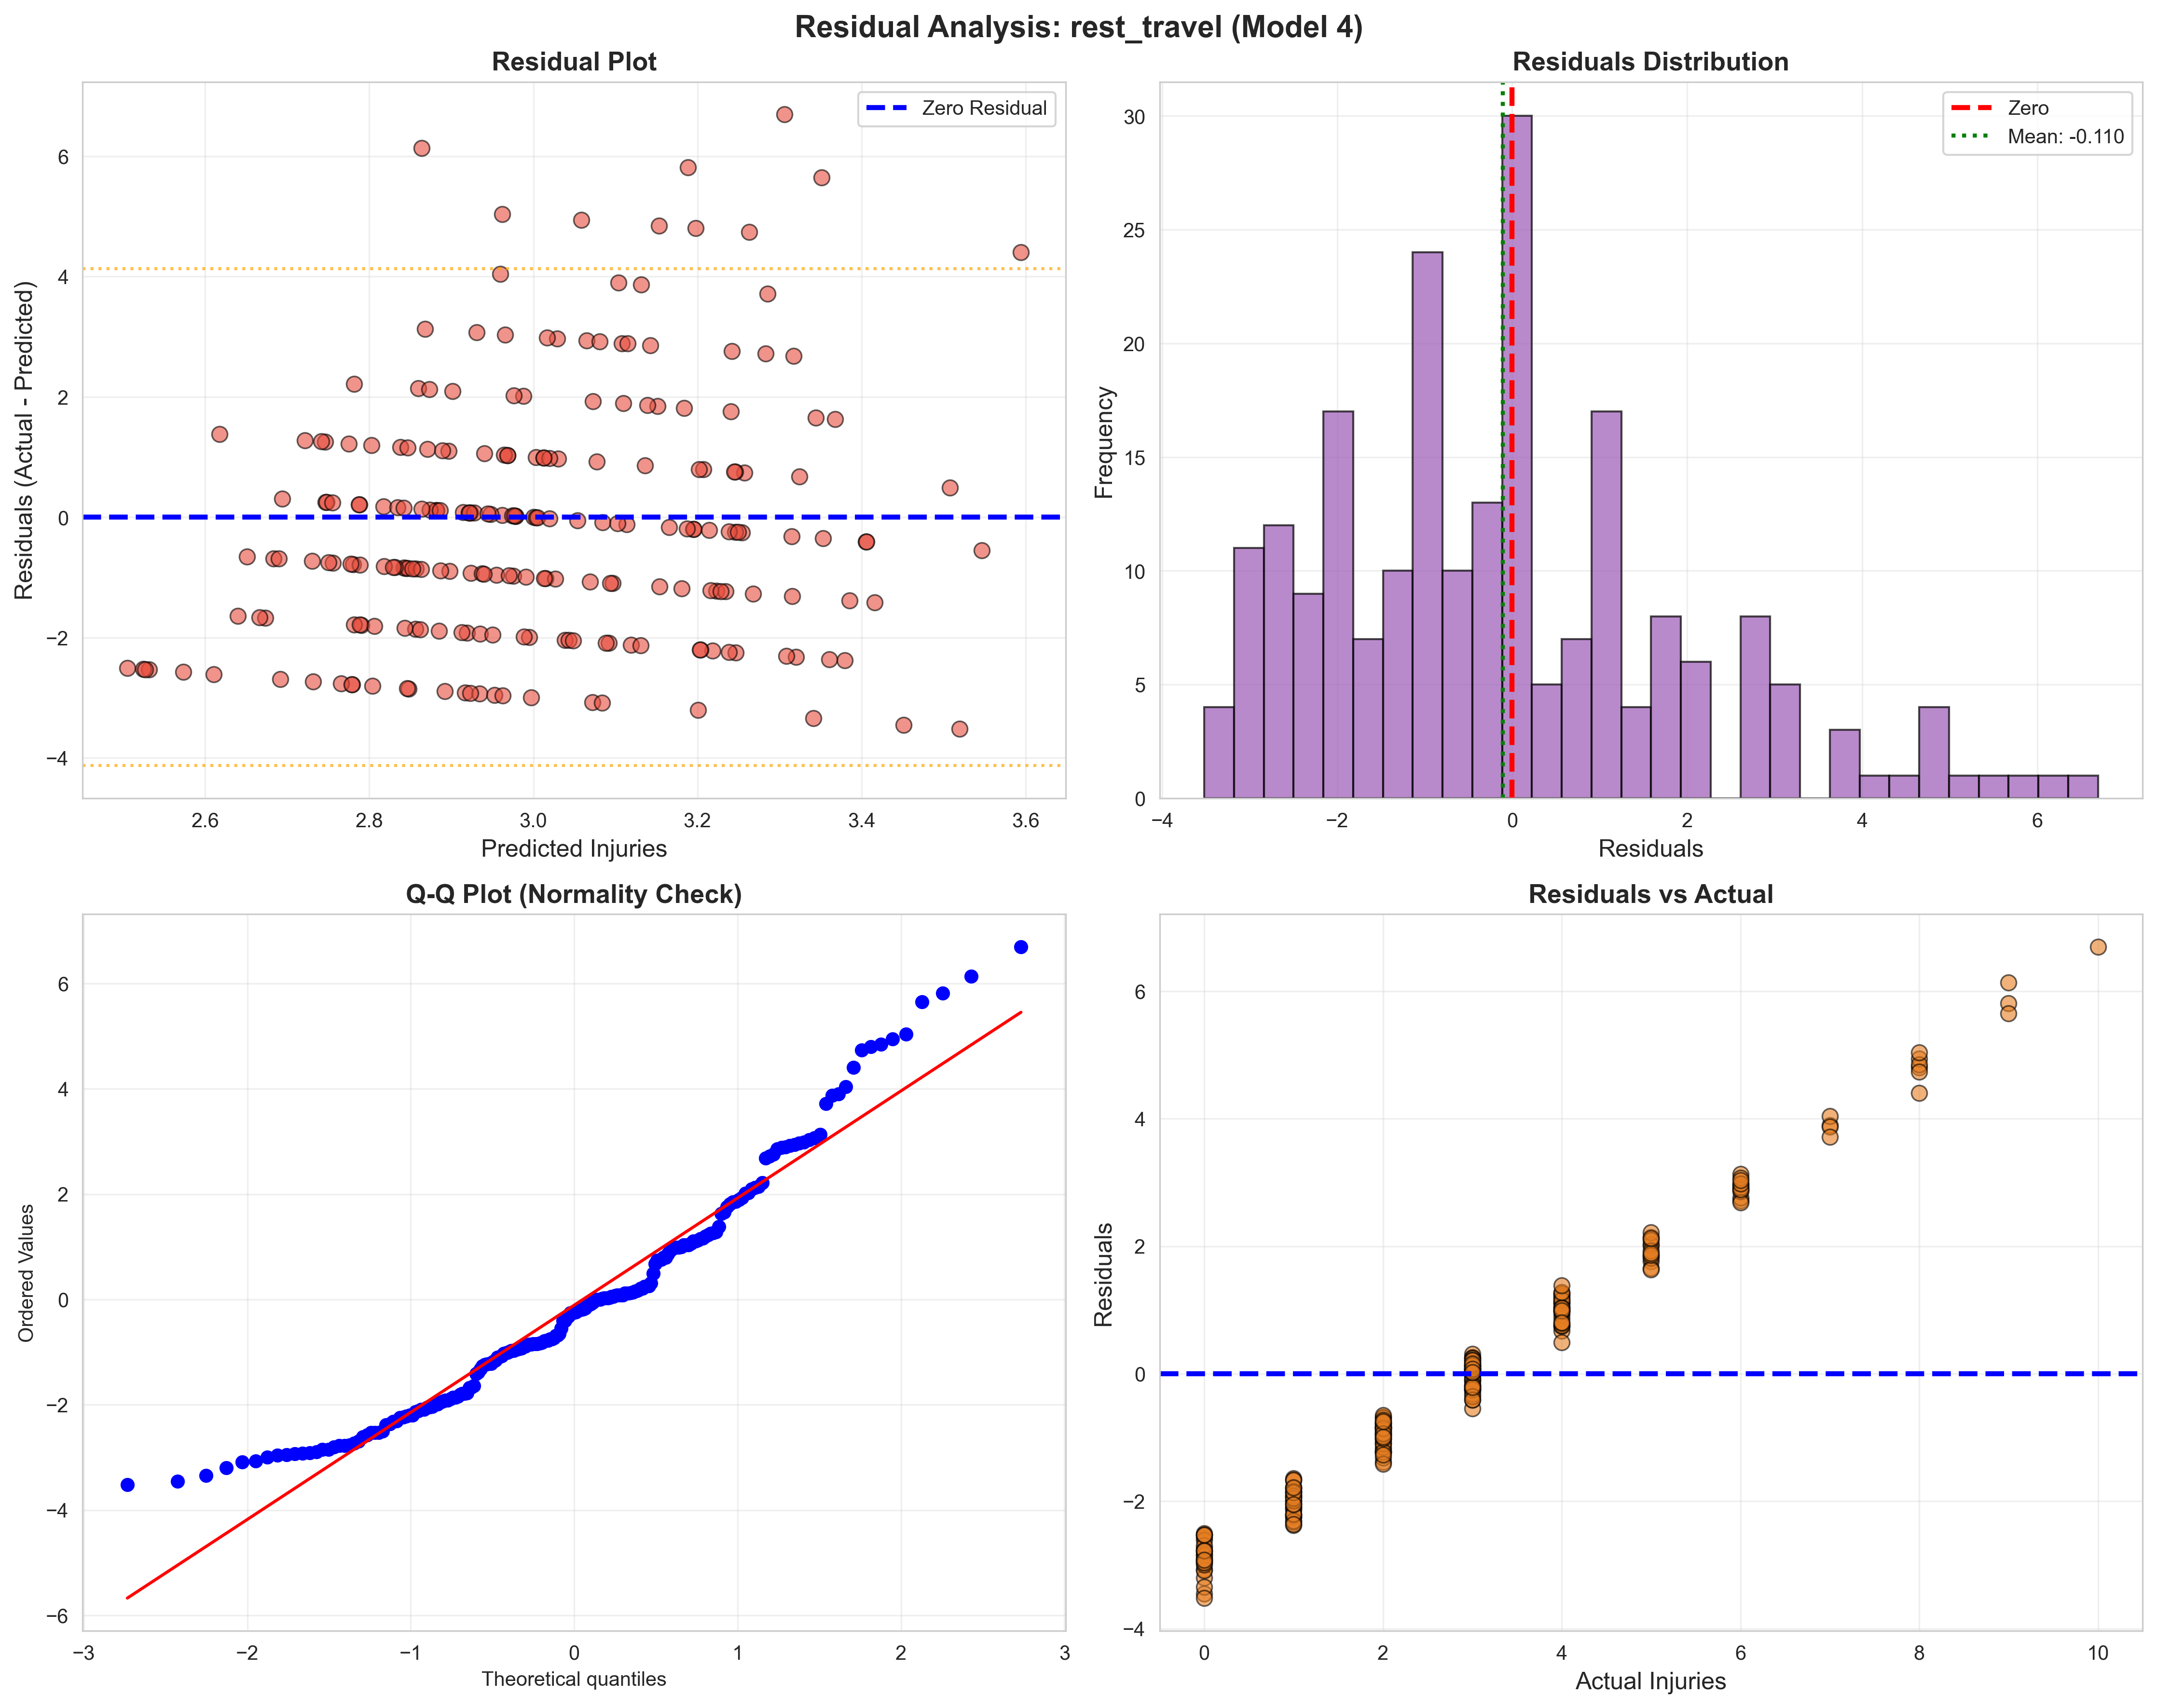 Residual Analysis: rest_travel (Model 4)
Residual Plot
Zero Residual
Residuals (Actual - Predicted)
6
4
2
0
−2
−4
2.6 2.8 3.0 3.2 3.4 3.6
Predicted Injuries
Residuals Distribution
Zero
Mean: -0.110
Frequency
30
25
20
15
10
5
0
−4 −2 0 2 4 6
Residuals
Q-Q Plot (Normality Check)
Ordered Values
6
4
2
0
−2
−4
−6
−3 −2 −1 0 1 2 3
Theoretical quantiles
Residuals vs Actual
Residuals
6
4
2
0
−2
−4
0 2 4 6 8 10
Actual Injuries